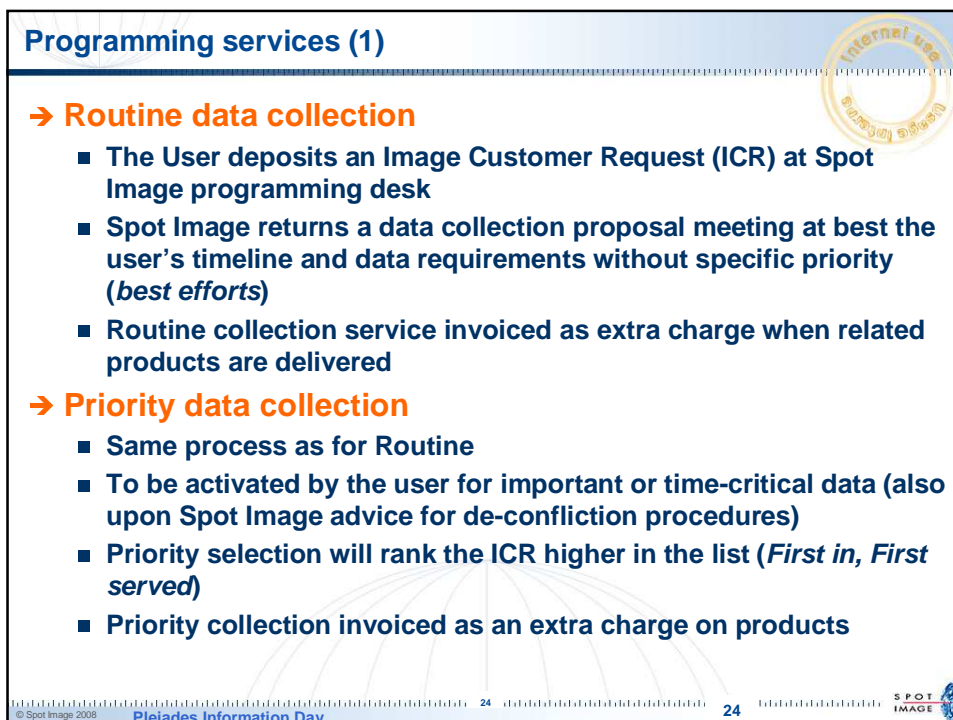 Programming services (1)
Internal use
➔ Routine data collection
■ The User deposits an Image Customer Request (ICR) at Spot
Image programming desk
■ Spot Image returns a data collection proposal meeting at best the
user's timeline and data requirements without specific priority
(best efforts)
■ Routine collection service invoiced as extra charge when related
products are delivered
➔ Priority data collection
■ Same process as for Routine
■ To be activated by the user for important or time-critical data (also
upon Spot Image advice for de-confliction procedures)
■ Priority selection will rank the ICR higher in the list (First in, First
served)
■ Priority collection invoiced as an extra charge on products
24
24
SPOT
IMAGE
© Spot Image 2008
Pleiades Information Day